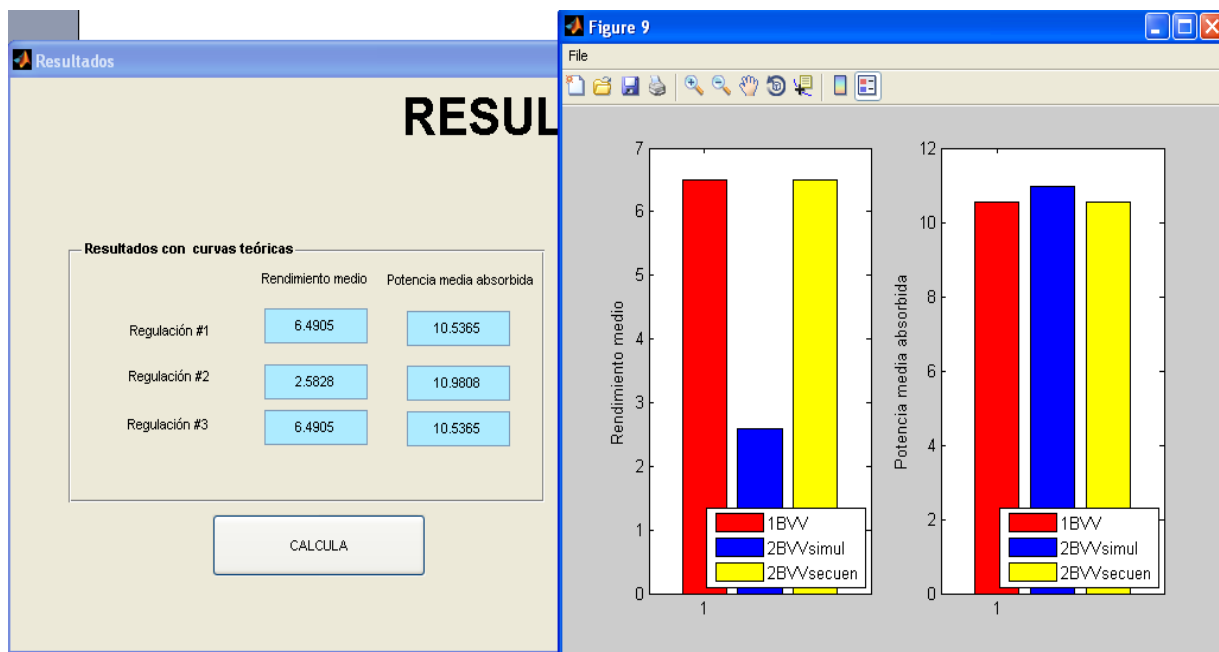 Resultados
RESUL
Resultados con curvas teóricas
Rendimiento medio Potencia media absorbida
Regulación #1 6.4905 10.5365
Regulación #2 2.5828 10.9808
Regulación #3 6.4905 10.5365
CALCULA
Figure 9
File
Rendimiento medio
7
6
5
4
3
2
1
0
1
1BVV
2BVVsimul
2BVVsecuen
Potencia media absorbida
12
10
8
6
4
2
0
1
1BVV
2BVVsimul
2BVVsecuen